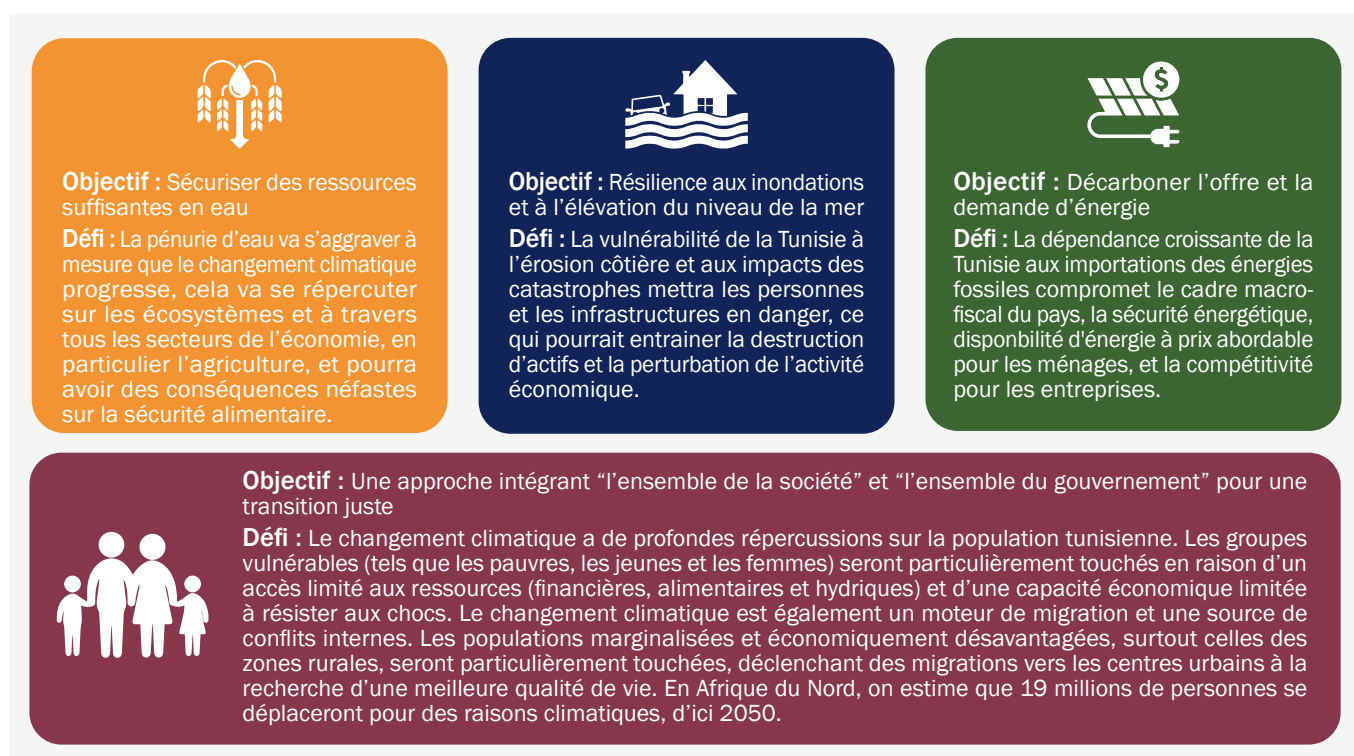 $
Objectif : Sécuriser des ressources
suffisantes en eau
Défi : La pénurie d’eau va s’aggraver à
mesure que le changement climatique
progresse, cela va se répercuter
sur les écosystèmes et à travers
tous les secteurs de l’économie, en
particulier l’agriculture, et pourra
avoir des conséquences néfastes
sur la sécurité alimentaire.
Objectif : Résilience aux inondations
et à l’élévation du niveau de la mer
Défi : La vulnérabilité de la Tunisie à
l’érosion côtière et aux impacts des
catastrophes mettra les personnes
et les infrastructures en danger, ce
qui pourrait entrainer la destruction
d’actifs et la perturbation de l’activité
économique.
Objectif : Décarboner l’offre et la
demande d’énergie
Défi : La dépendance croissante de la
Tunisie aux importations des énergies
fossiles compromet le cadre macro-
fiscal du pays, la sécurité énergétique,
disponbilité d'énergie à prix abordable
pour les ménages, et la compétitivité
pour les entreprises.
Objectif : Une approche intégrant “l’ensemble de la société” et “l’ensemble du gouvernement” pour une
transition juste
Défi : Le changement climatique a de profondes répercussions sur la population tunisienne. Les groupes
vulnérables (tels que les pauvres, les jeunes et les femmes) seront particulièrement touchés en raison d’un
accès limité aux ressources (financières, alimentaires et hydriques) et d’une capacité économique limitée
à résister aux chocs. Le changement climatique est également un moteur de migration et une source de
conflits internes. Les populations marginalisées et économiquement désavantagées, surtout celles des
zones rurales, seront particulièrement touchées, déclenchant des migrations vers les centres urbains à la
recherche d’une meilleure qualité de vie. En Afrique du Nord, on estime que 19 millions de personnes se
déplaceront pour des raisons climatiques, d’ici 2050.